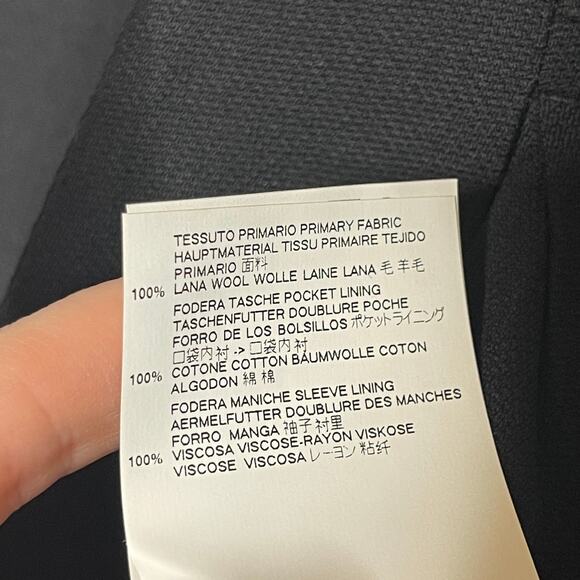 TESSUTO PRIMARIO PRIMARY FABRIC
HAUPTMATERIAL TISSU PRIMAIRE TEJIDO
PRIMARIO 面料
100% LANA WOOL WOLLE LAINE LANA 毛 羊毛
FODERA TASCHE POCKET LINING
TASCHENFUTTER DOUBLURE POCHE
FORRO DE LOS BOLSILLOS ポケットライニング
口袋内衬 -> 口袋内衬
100% COTONE COTTON BAUMWOLLE COTON
ALGODON 綿 棉
FODERA MANICHE SLEEVE LINING
AERMELFUTTER DOUBLURE DES MANCHES
FORRO MANGA 袖子衬里
100% VISCOSA VISCOSE-RAYON VISKOSE
VISCOSE VISCOSA レーヨン 粘纤